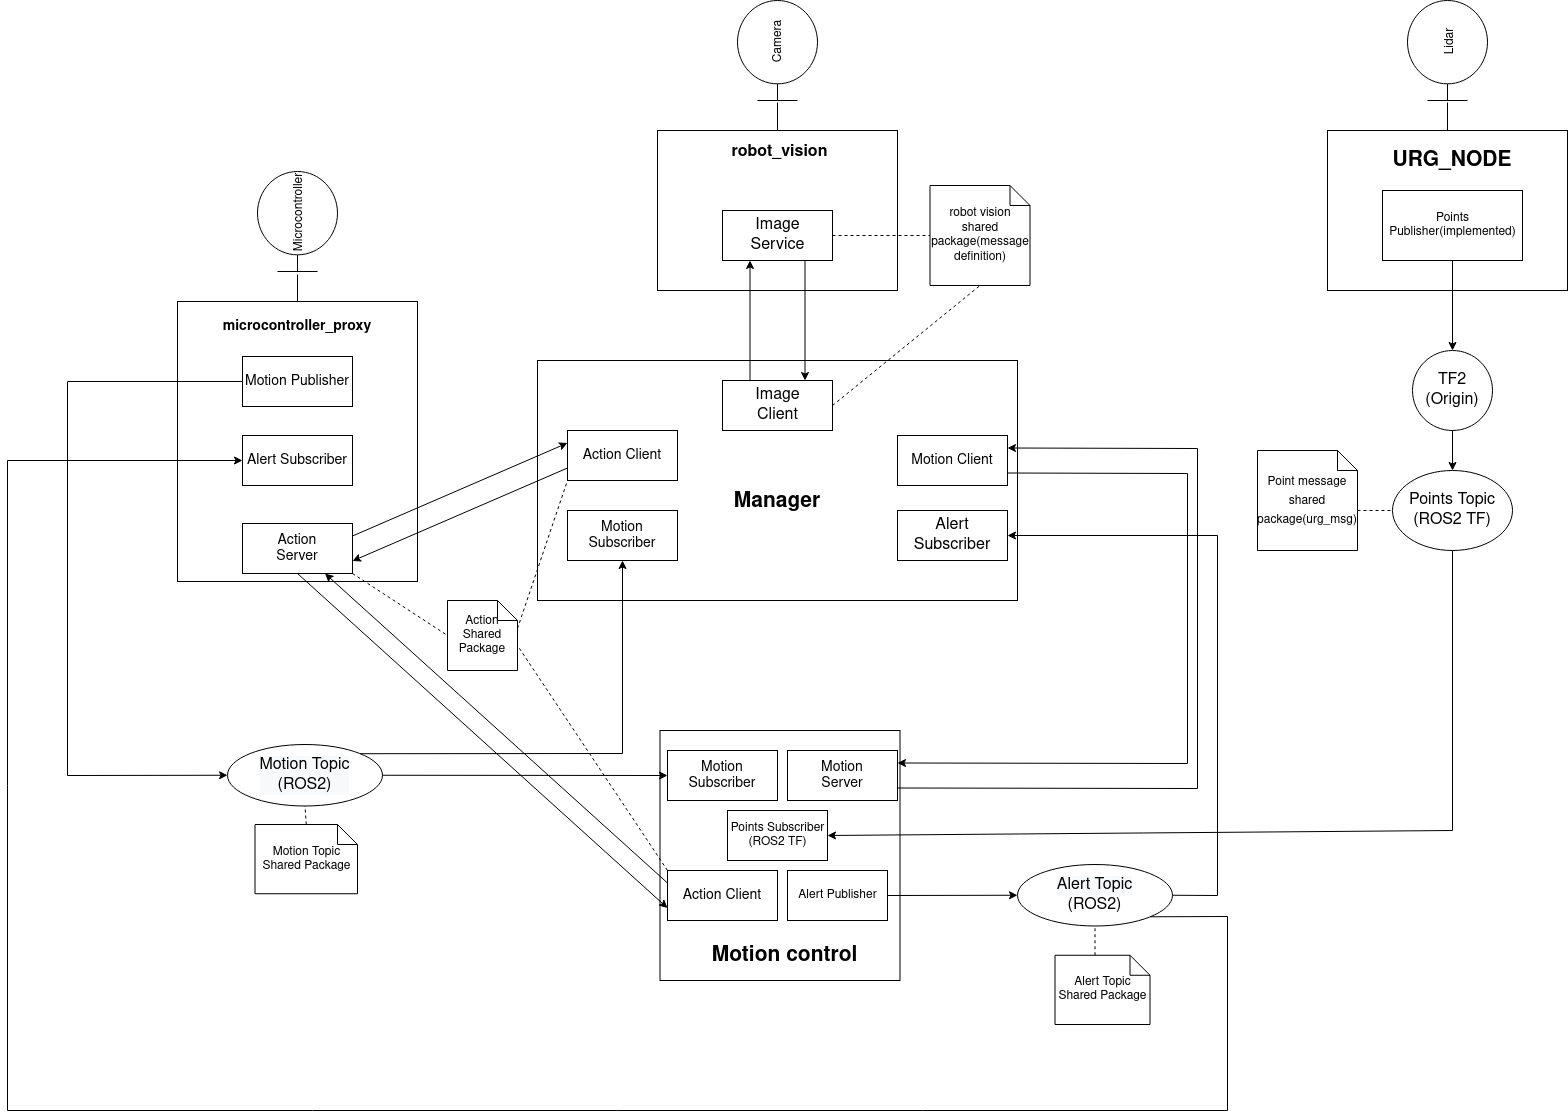 Camera
Lidar
robot_vision
URG_NODE
Microcontroller
Image
Service
robot vision
shared
package(message
definition)
Points
Publisher(implemented)
microcontroller_proxy
Motion Publisher
Alert Subscriber
Action
Server
Image
Client
Action Client
Motion Client
Manager
Motion
Subscriber
Alert
Subscriber
TF2
(Origin)
Point message
shared
package(urg_msg)
Points Topic
(ROS2 TF)
Action
Shared
Package
Motion Topic
(ROS2)
Motion Topic
Shared Package
Motion
Subscriber
Motion
Server
Points Subscriber
(ROS2 TF)
Action Client
Alert Publisher
Motion control
Alert Topic
(ROS2)
Alert Topic
Shared Package